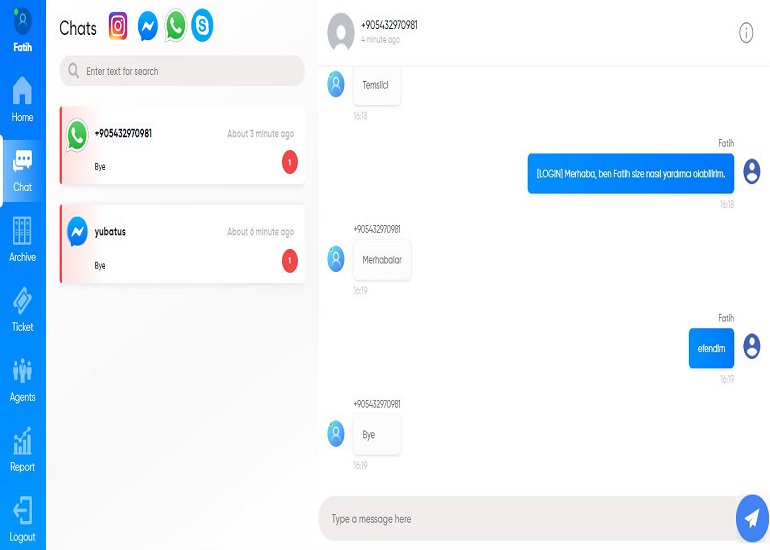 Fatih
Home
Chat
Archive
Ticket
Agents
Report
Logout
Chats
Enter text for search
+905432970981
About 3 minute ago
Bye
1
yubatus
About 6 minute ago
Bye
1
+905432970981
4 minute ago
Temsilci
16:18
Fatih
[LOGIN] Merhaba, ben Fatih size nasıl yardımcı olabilirim.
16:18
+905432970981
Merhabalar
16:19
Fatih
efendim
16:19
+905432970981
Bye
16:19
Type a message here